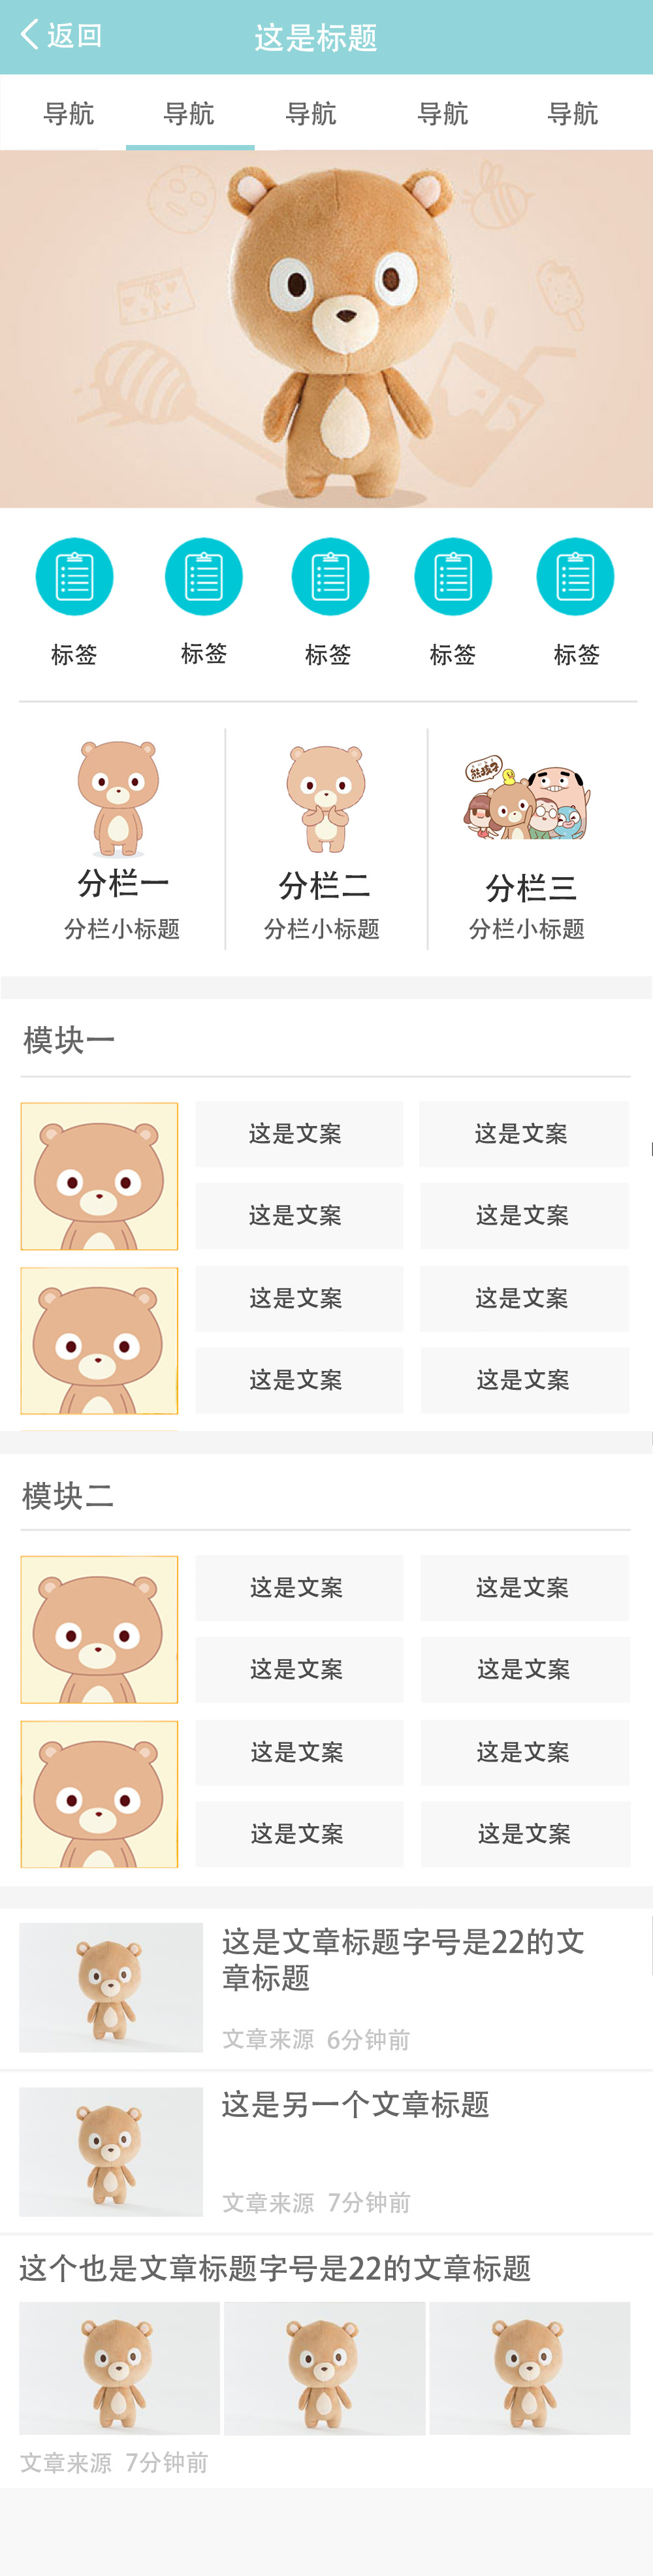 返回
这是标题
导航 导航 导航 导航 导航
标签 标签 标签 标签 标签
熊孩子
分栏一 分栏二 分栏三
分栏小标题 分栏小标题 分栏小标题
模块一
这是文案 这是文案
这是文案 这是文案
这是文案 这是文案
这是文案 这是文案
模块二
这是文案 这是文案
这是文案 这是文案
这是文案 这是文案
这是文案 这是文案
这是文章标题字号是22的文
章标题
文章来源 6分钟前
这是另一个文章标题
文章来源 7分钟前
这个也是文章标题字号是22的文章标题
文章来源 7分钟前